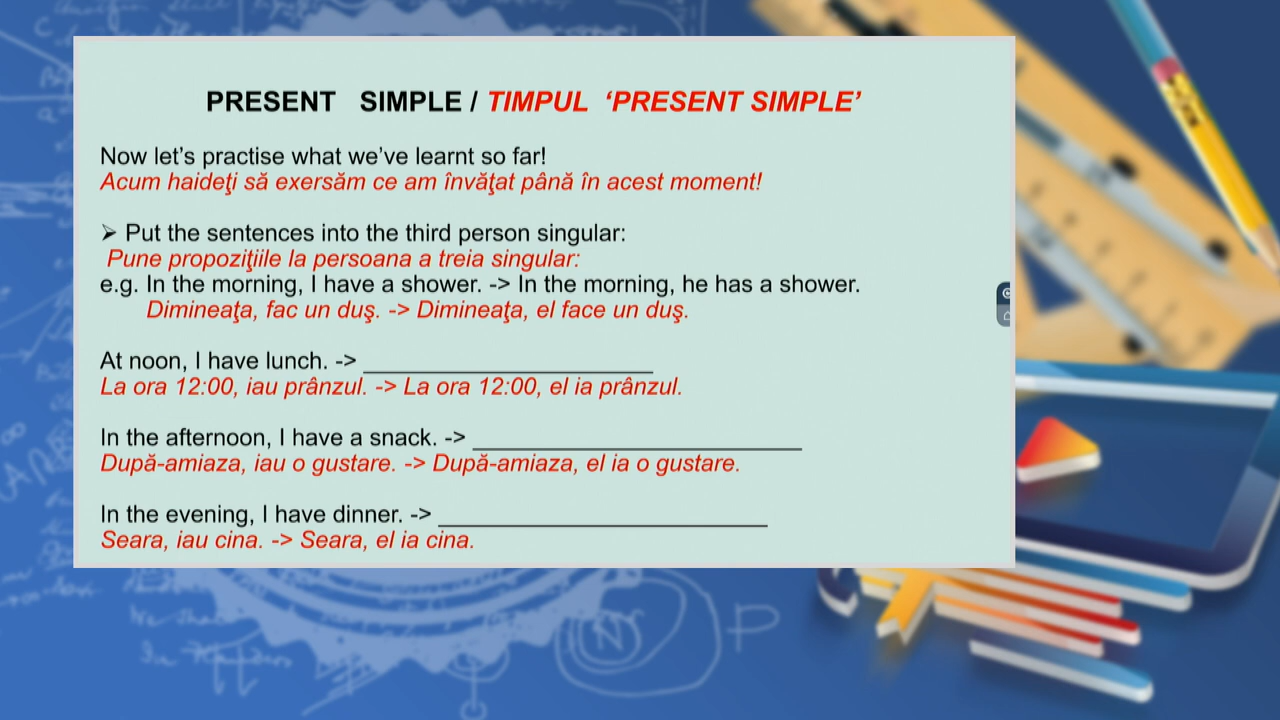 PRESENT SIMPLE / TIMPUL ‘PRESENT SIMPLE’
Now let’s practise what we’ve learnt so far!
Acum haideţi să exersăm ce am învăţat până în acest moment!
➢ Put the sentences into the third person singular:
Pune propoziţiile la persoana a treia singular:
e.g. In the morning, I have a shower. -> In the morning, he has a shower.
Dimineaţa, fac un duş. -> Dimineaţa, el face un duş.
At noon, I have lunch. -> ______________________
La ora 12:00, iau prânzul. -> La ora 12:00, el ia prânzul.
In the afternoon, I have a snack. -> _________________________
După-amiaza, iau o gustare. -> După-amiaza, el ia o gustare.
In the evening, I have dinner. -> _________________________
Seara, iau cina. -> Seara, el ia cina.
N
P